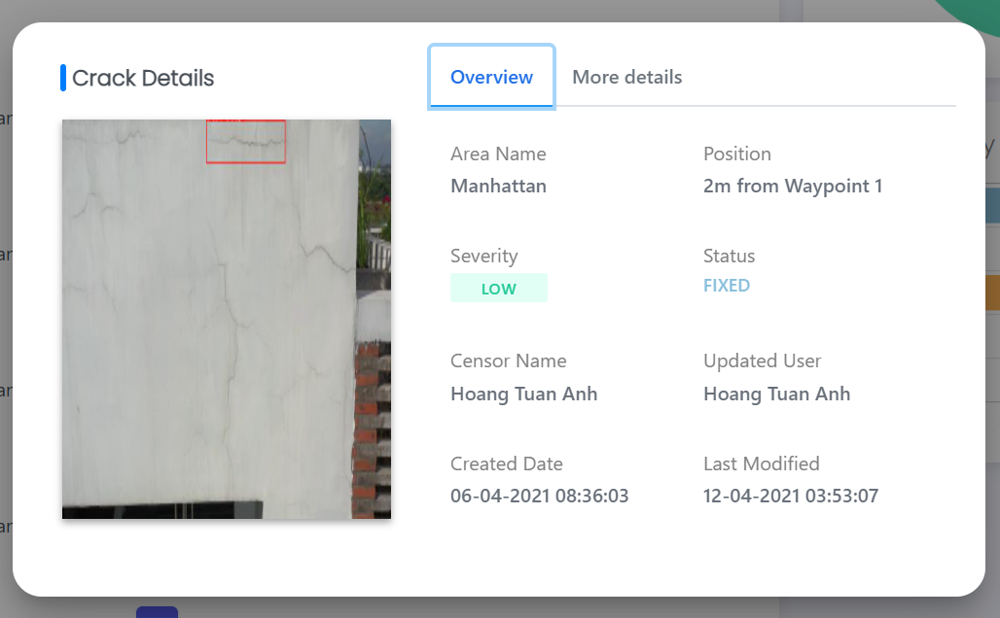 Crack Details
Overview
More details
Area Name
Position
Manhattan
2m from Waypoint 1
Severity
Status
LOW
FIXED
Censor Name
Updated User
Hoang Tuan Anh
Hoang Tuan Anh
Created Date
Last Modified
06-04-2021 08:36:03
12-04-2021 03:53:07